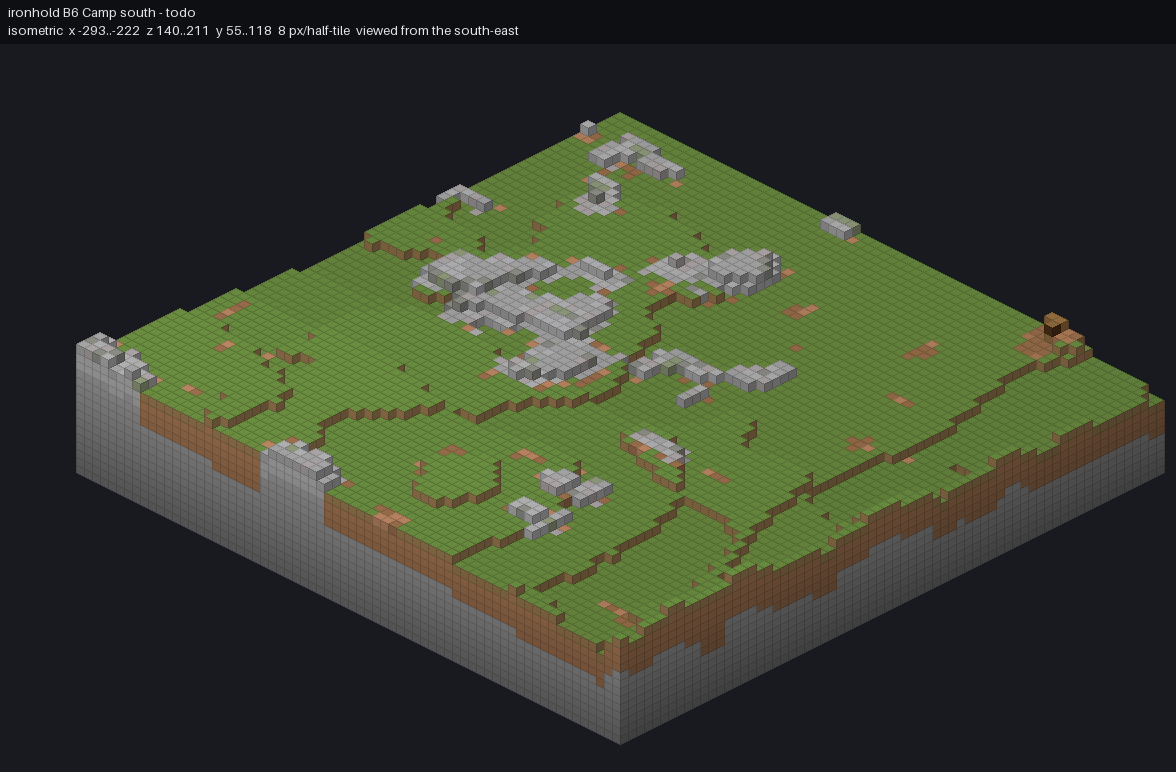 ironhold B6 Camp south - todo
isometric x -293..-222 z 140..211 y 55..118 8 px/half-tile viewed from the south-east